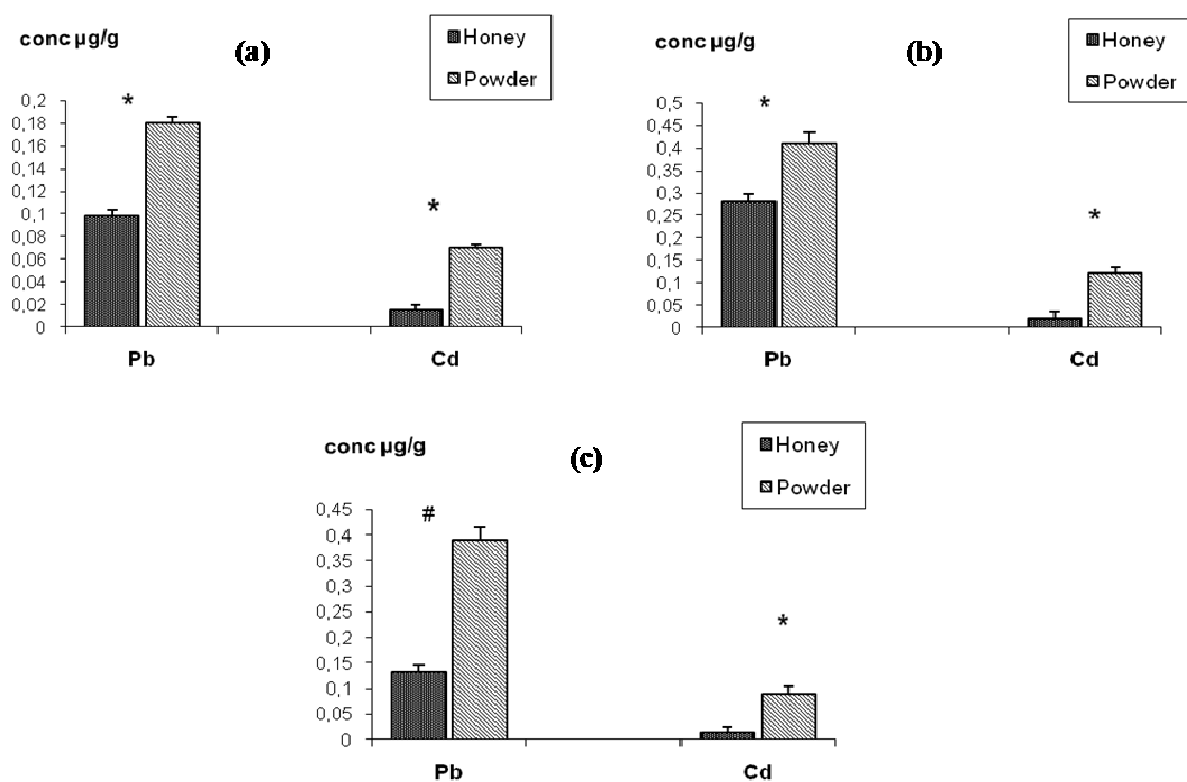 conc µg/g
(a)
Honey
Powder
0,2
0,18
0,16
0,14
0,12
0,1
0,08
0,06
0,04
0,02
0
*
*
Pb
Cd
conc µg/g
(b)
Honey
Powder
0,5
0,45
0,4
0,35
0,3
0,25
0,2
0,15
0,1
0,05
0
*
*
Pb
Cd
conc µg/g
(c)
Honey
Powder
0,45
0,4
0,35
0,3
0,25
0,2
0,15
0,1
0,05
0
#
*
Pb
Cd